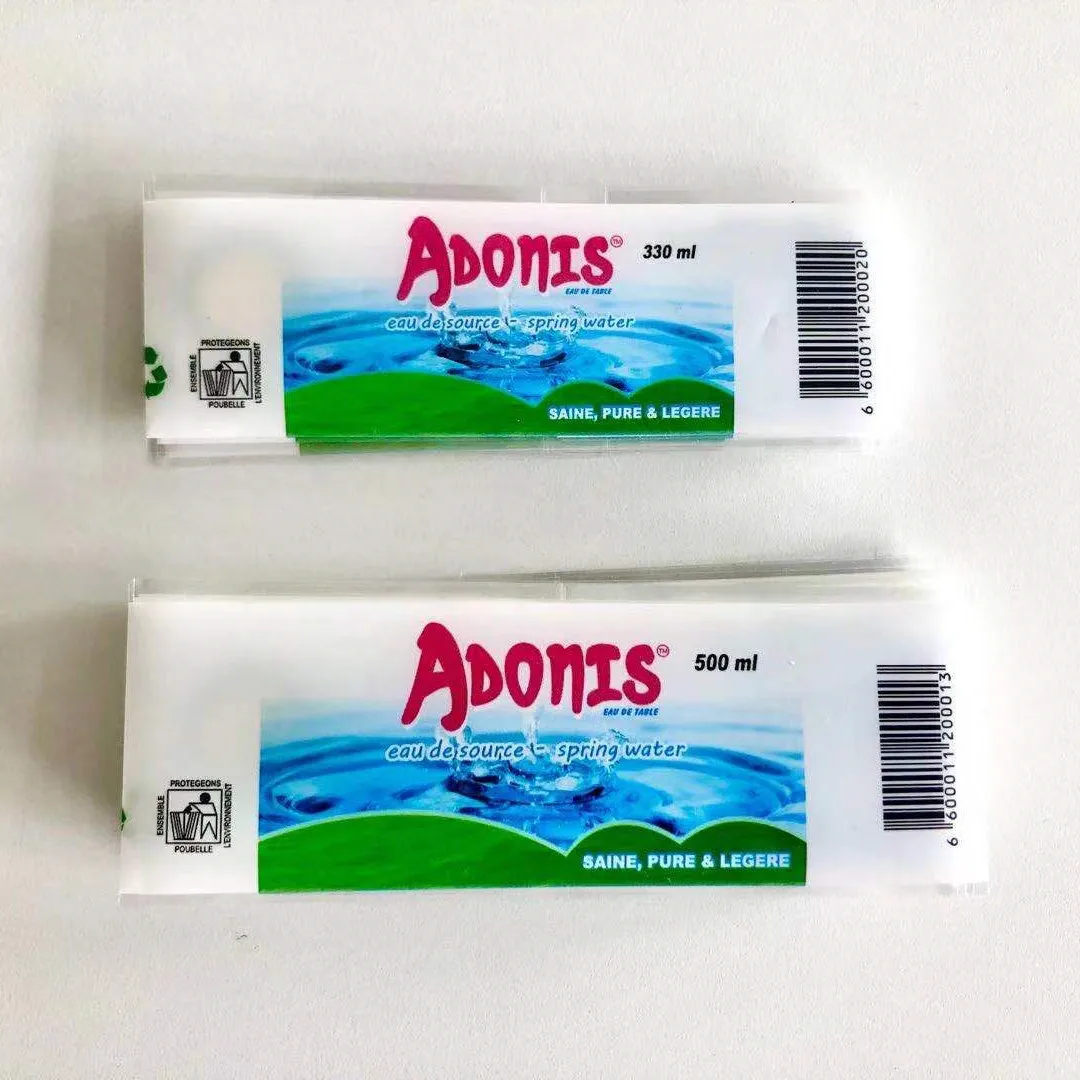 ADONIS™
330 ml
EAU DE TABLE
eau de source - spring water
SAINE, PURE & LEGERE
ENSEMBLE
PROTEGEONS
L'ENVIRONNEMENT
POUBELLE
6 600011 200020
ADONIS™
500 ml
EAU DE TABLE
eau de source - spring water
SAINE, PURE & LEGERE
ENSEMBLE
PROTEGEONS
L'ENVIRONNEMENT
POUBELLE
6 600011 200013